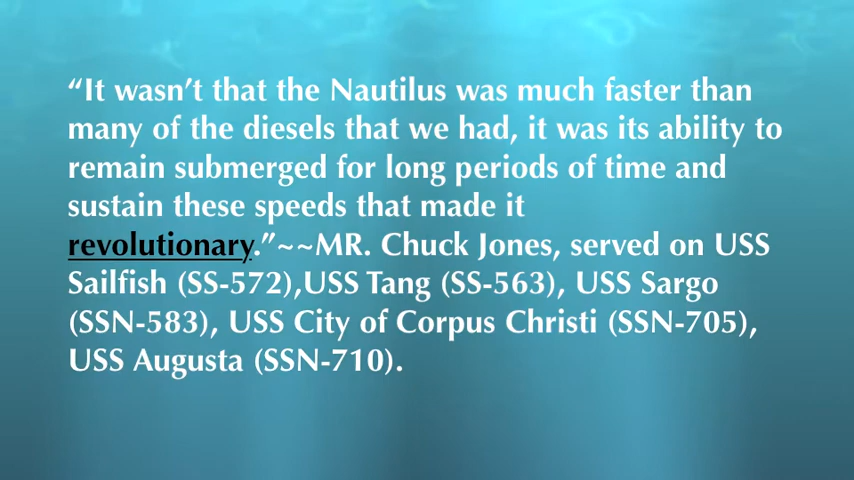 “It wasn’t that the Nautilus was much faster than
many of the diesels that we had, it was its ability to
remain submerged for long periods of time and
sustain these speeds that made it
revolutionary.”~~MR. Chuck Jones, served on USS
Sailfish (SS-572),USS Tang (SS-563), USS Sargo
(SSN-583), USS City of Corpus Christi (SSN-705),
USS Augusta (SSN-710).